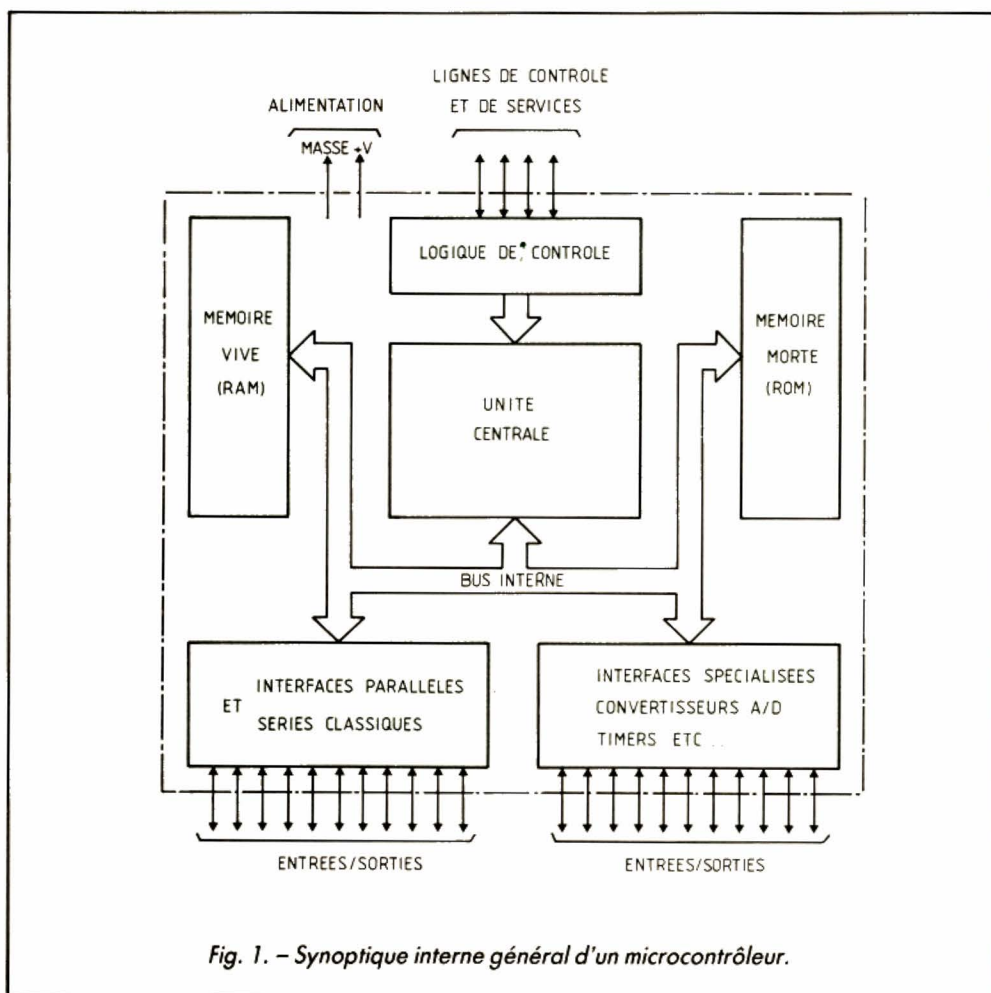 LIGNES DE CONTROLE
ET DE SERVICES
ALIMENTATION
MASSE +V
LOGIQUE DE CONTROLE
MEMOIRE
VIVE
(RAM)
UNITE
CENTRALE
MEMOIRE
MORTE
(ROM)
BUS INTERNE
INTERFACES PARALLELES
ET SERIES CLASSIQUES
INTERFACES SPECIALISEES
CONVERTISSEURS A/D
TIMERS ETC ..
ENTREES/SORTIES
ENTREES/SORTIES
Fig. 1. – Synoptique interne général d'un microcontrôleur.